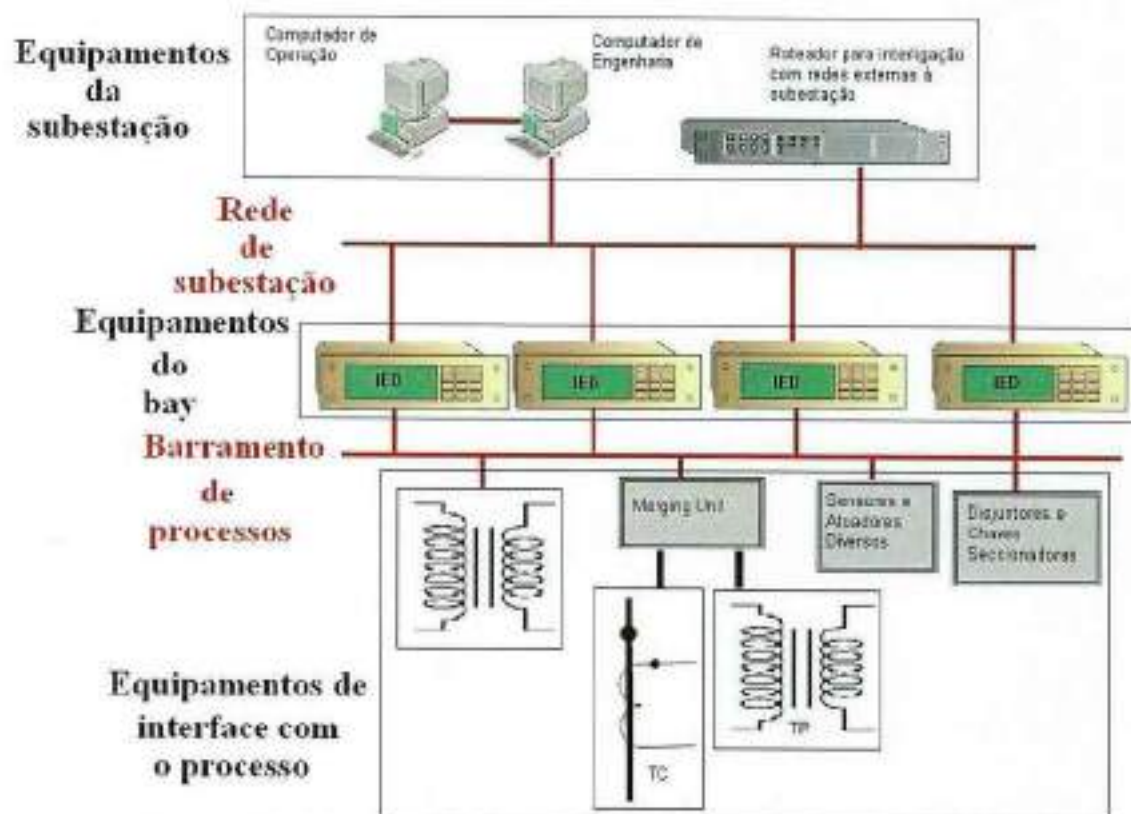 Equipamentos
da
subestação
Computador de
Operação
Computador de
Engenharia
Roteador para interligação
com redes externas à
subestação
Rede
de
subestação
Equipamentos
do
bay
IED
IED
IED
IED
Barramento
de
processos
Merging Unit
Sensores e
Atuadores
Diversos
Disjuntores e
Chaves
Seccionadoras
Equipamentos de
interface com
o processo
TC
TP